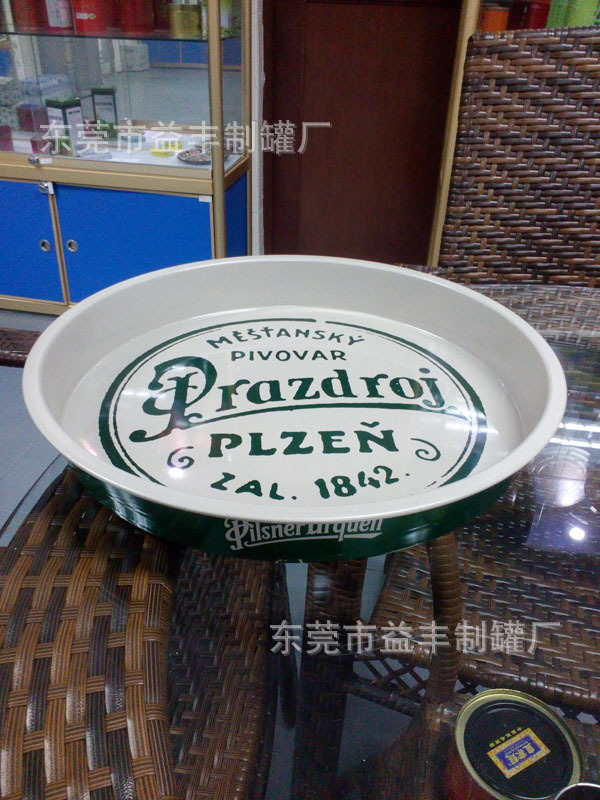 东莞市益丰制罐厂
MĚŠŤANSKÝ
PIVOVAR
Prazdroj
PLZEŇ
ZAL. 1842.
Pilsner Urquell
东莞市益丰制罐厂